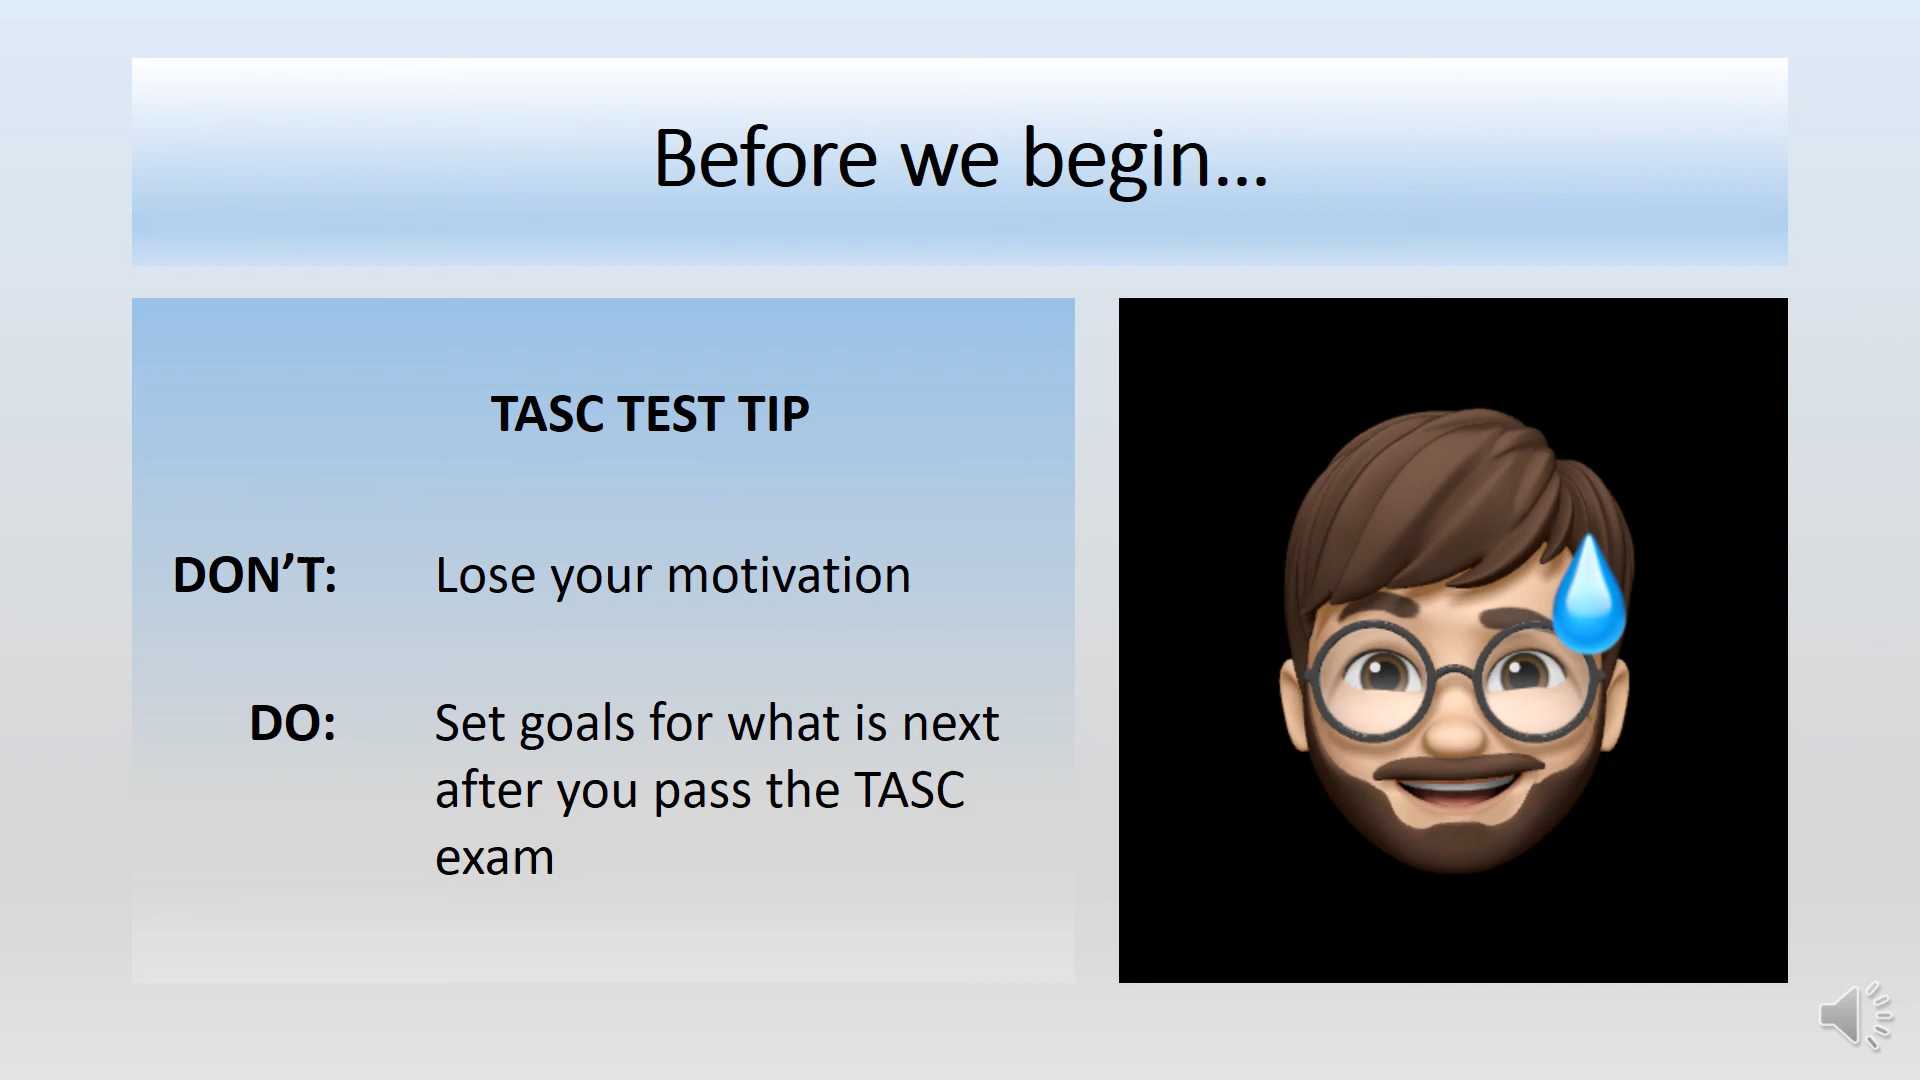 Before we begin…
TASC TEST TIP
DON’T: Lose your motivation
DO: Set goals for what is next
after you pass the TASC
exam